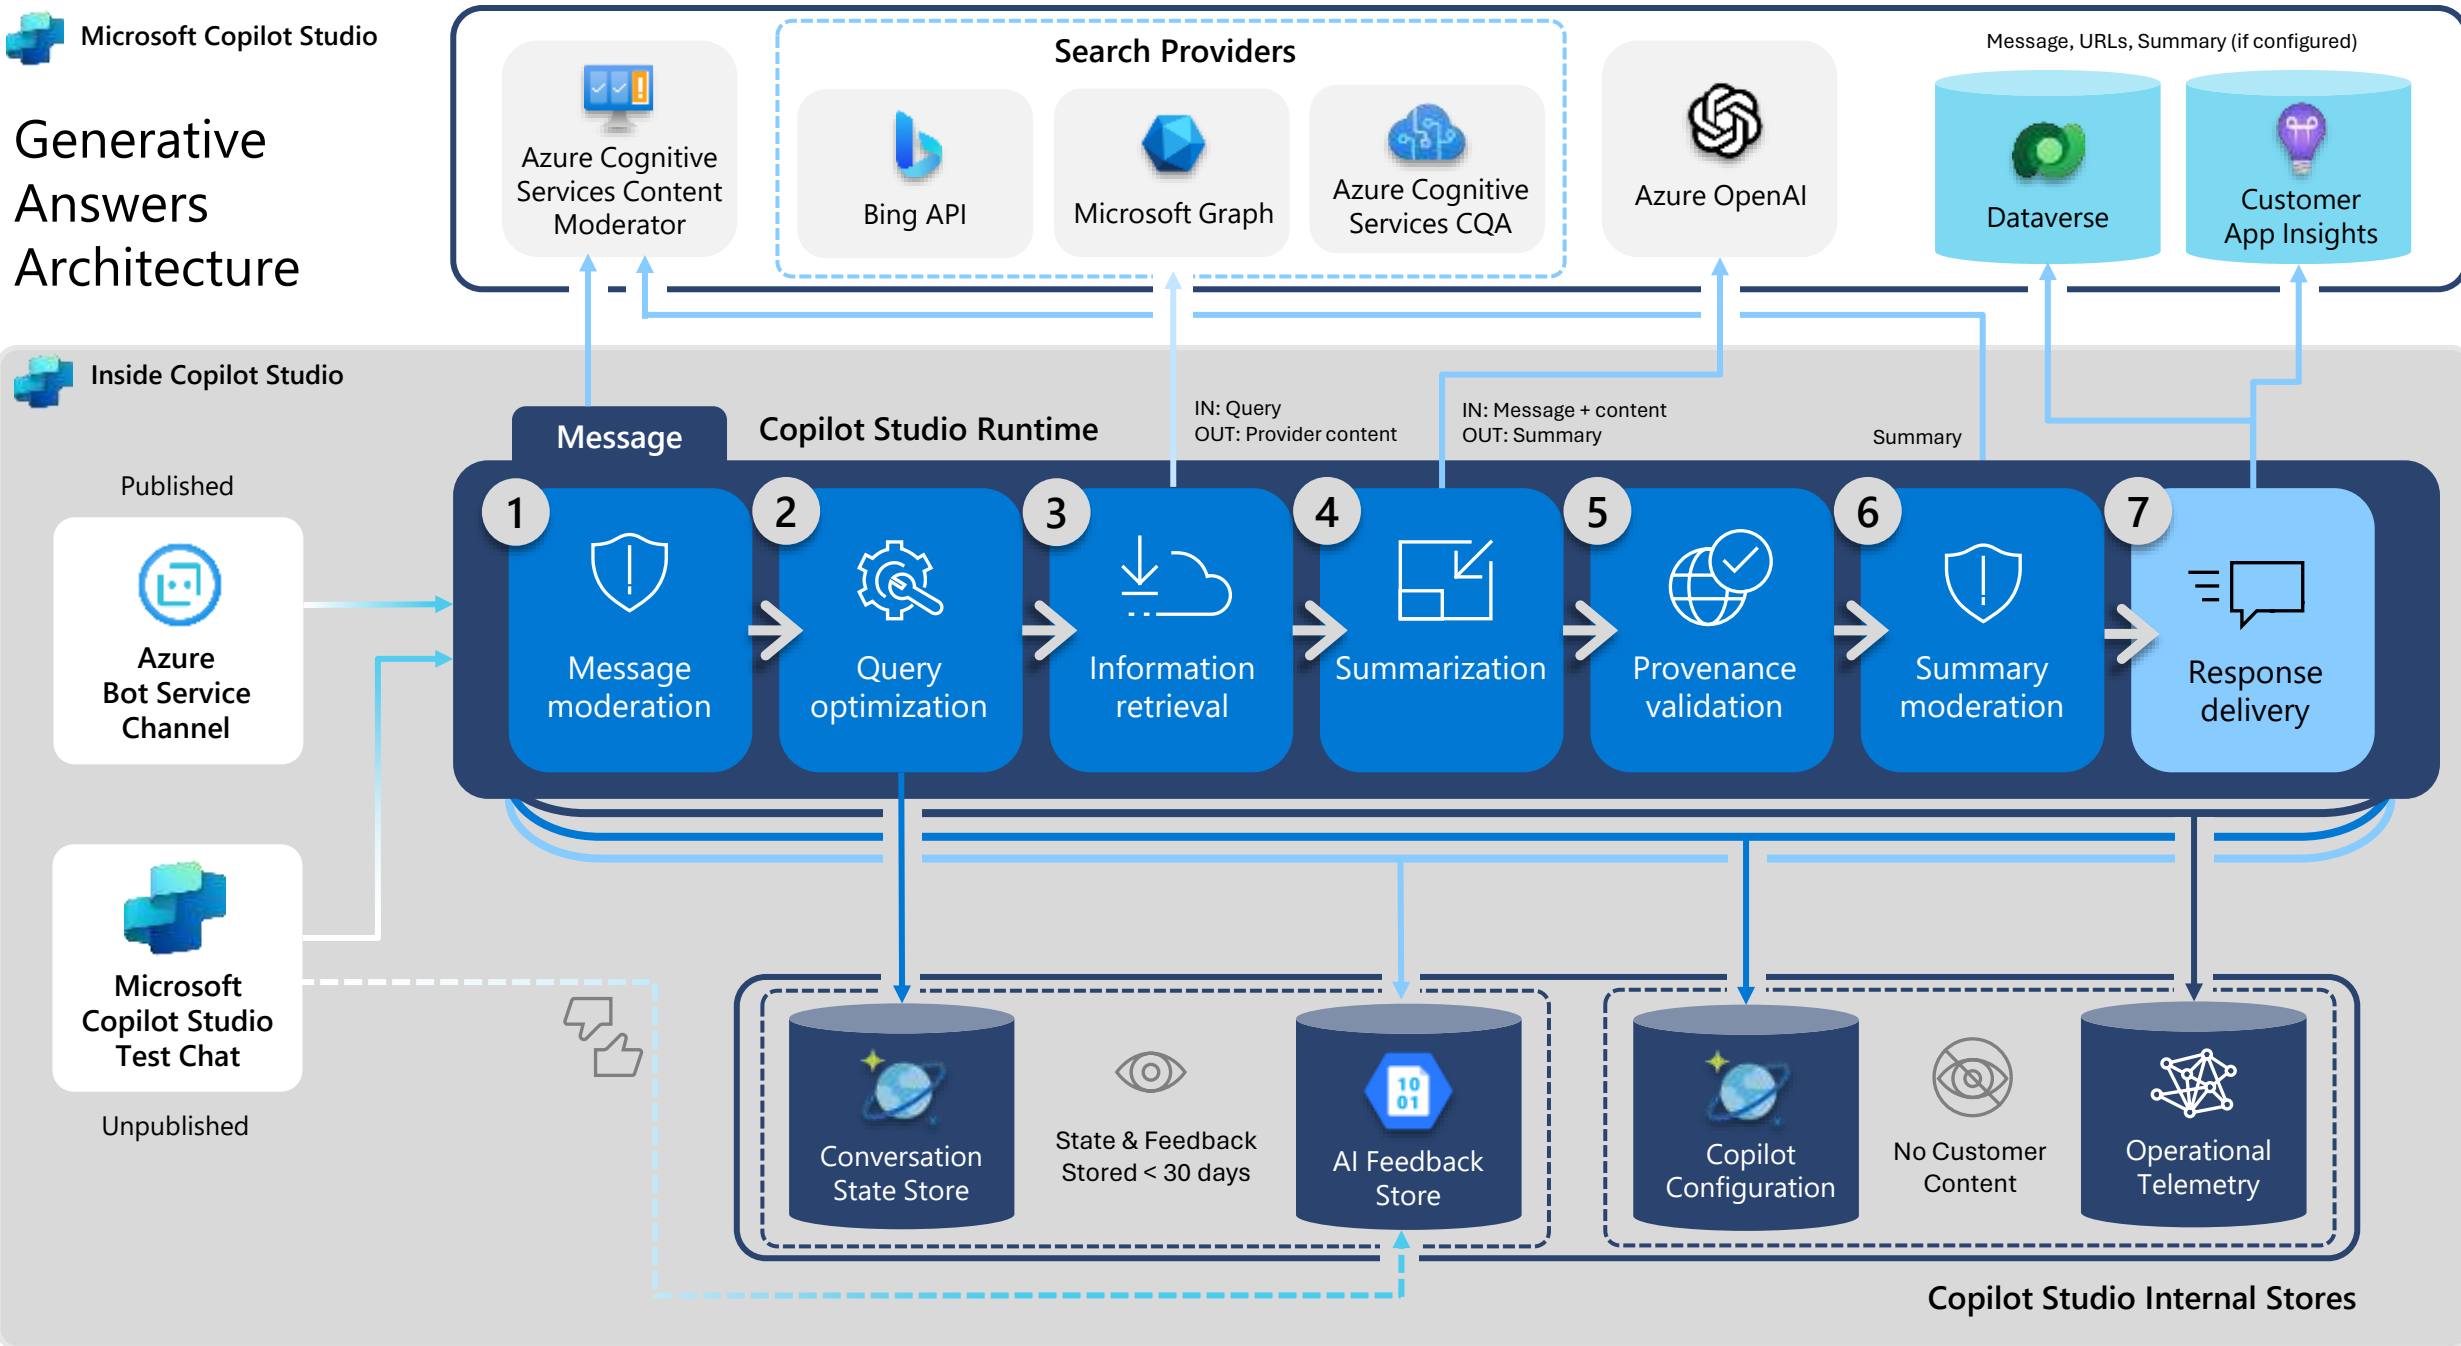 Microsoft Copilot Studio
Generative
Answers
Architecture
Azure Cognitive
Services Content
Moderator
Search Providers
Bing API
Microsoft Graph
Azure Cognitive
Services CQA
Azure OpenAI
Message, URLs, Summary (if configured)
Dataverse
Customer
App Insights
Inside Copilot Studio
Message
Copilot Studio Runtime
IN: Query
OUT: Provider content
IN: Message + content
OUT: Summary
Summary
Published
Azure
Bot Service
Channel
Microsoft
Copilot Studio
Test Chat
Unpublished
1
Message
moderation
2
Query
optimization
3
Information
retrieval
4
Summarization
5
Provenance
validation
6
Summary
moderation
7
Response
delivery
Conversation
State Store
State & Feedback
Stored < 30 days
10
01
AI Feedback
Store
Copilot
Configuration
No Customer
Content
Operational
Telemetry
Copilot Studio Internal Stores